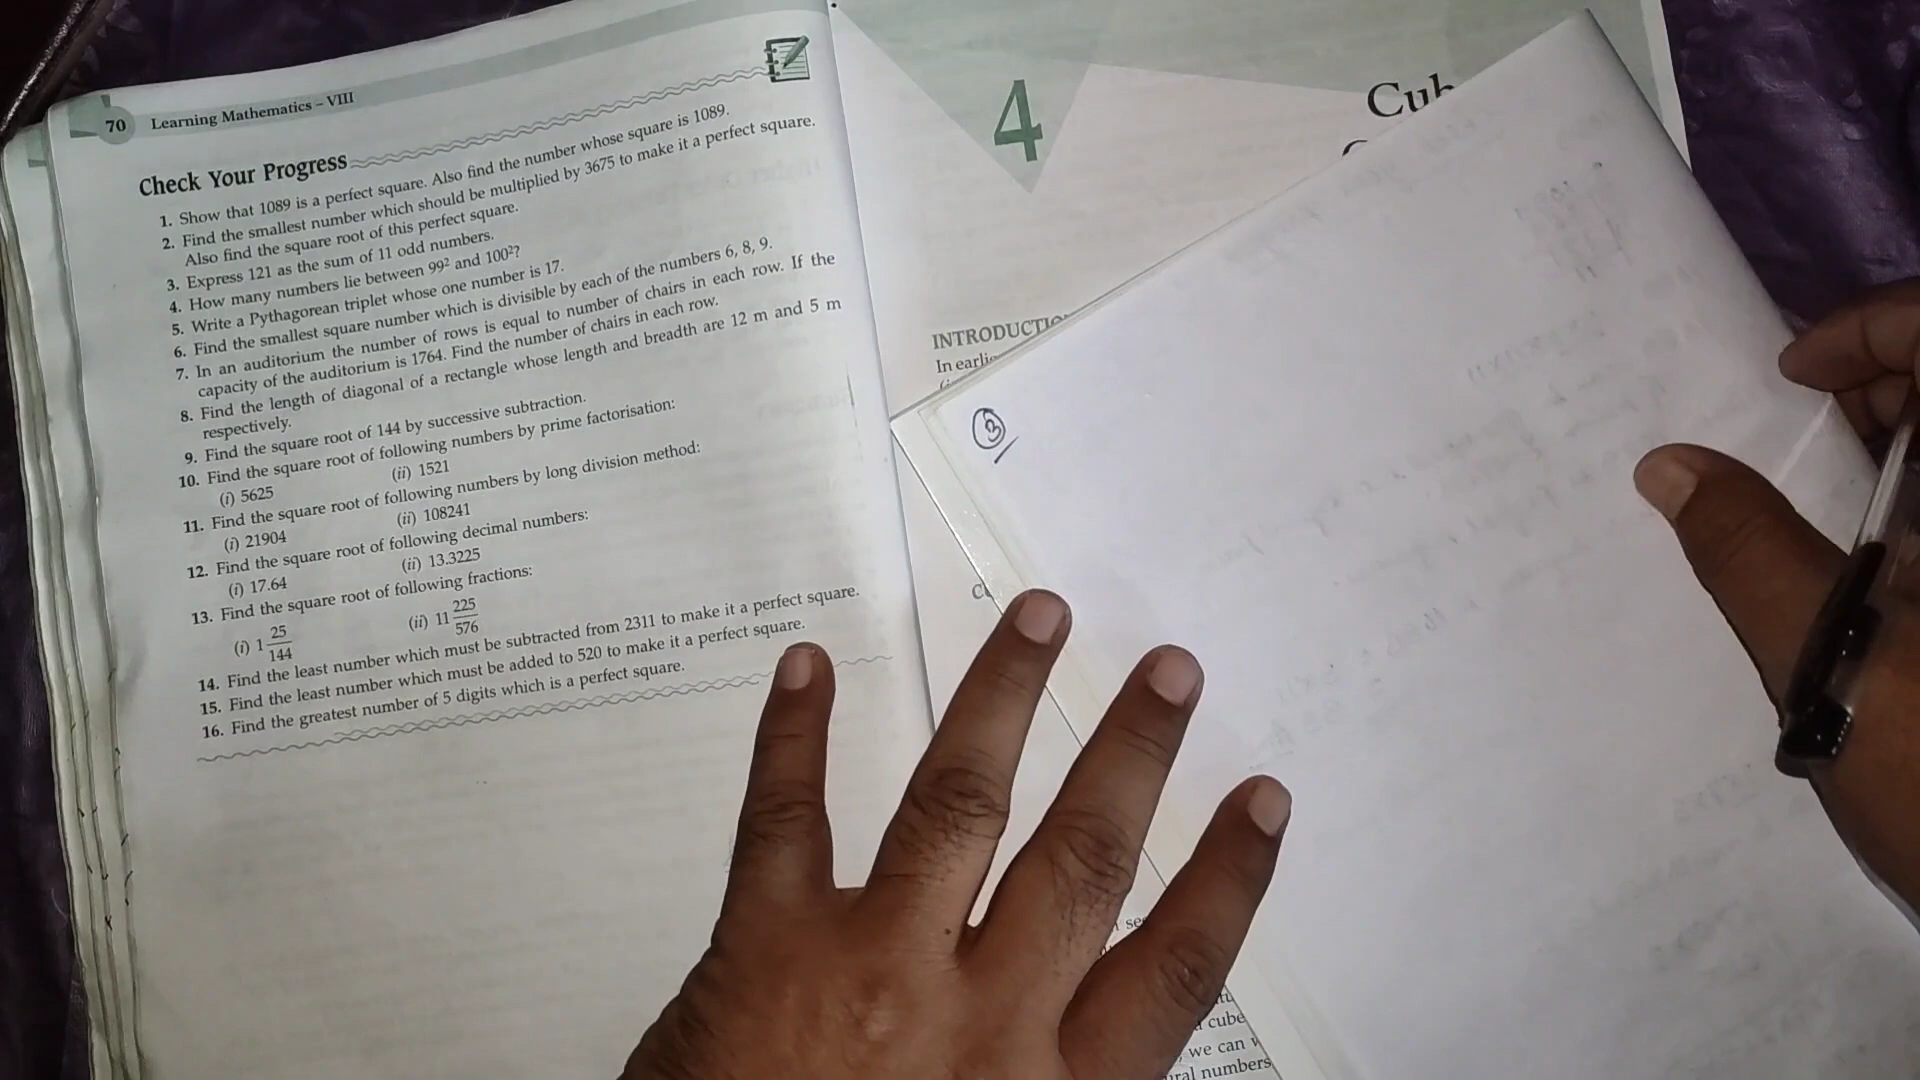 70 Learning Mathematics – VIII
Check Your Progress
1. Show that 1089 is a perfect square. Also find the number whose square is 1089.
2. Find the smallest number which should be multiplied by 3675 to make it a perfect square.
Also find the square root of this perfect square.
3. Express 121 as the sum of 11 odd numbers.
4. How many numbers lie between 99² and 100²?
5. Write a Pythagorean triplet whose one number is 17.
6. Find the smallest square number which is divisible by each of the numbers 6, 8, 9.
7. In an auditorium the number of rows is equal to number of chairs in each row. If the
capacity of the auditorium is 1764. Find the number of chairs in each row.
8. Find the length of diagonal of a rectangle whose length and breadth are 12 m and 5 m
respectively.
9. Find the square root of 144 by successive subtraction.
10. Find the square root of following numbers by prime factorisation:
(i) 5625 (ii) 1521
11. Find the square root of following numbers by long division method:
(i) 21904 (ii) 108241
12. Find the square root of following decimal numbers:
(i) 17.64 (ii) 13.3225
13. Find the square root of following fractions:
(i) 1 25/144 (ii) 11 225/576
14. Find the least number which must be subtracted from 2311 to make it a perfect square.
15. Find the least number which must be added to 520 to make it a perfect square.
16. Find the greatest number of 5 digits which is a perfect square.
4
Cub
INTRODUCTIO
In earli
3
cube
, we can
numbers